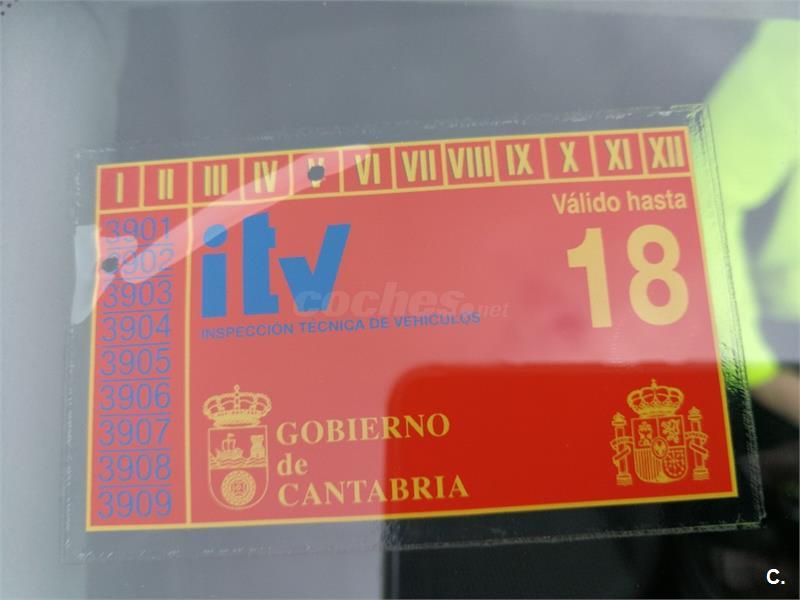 I II III IV V VI VII VIII IX X XI XII
3901
3902
3903
3904
3905
3906
3907
3908
3909
Válido hasta
18
itv
INSPECCIÓN TÉCNICA DE VEHÍCULOS
coches.net
GOBIERNO
de
CANTABRIA
C.